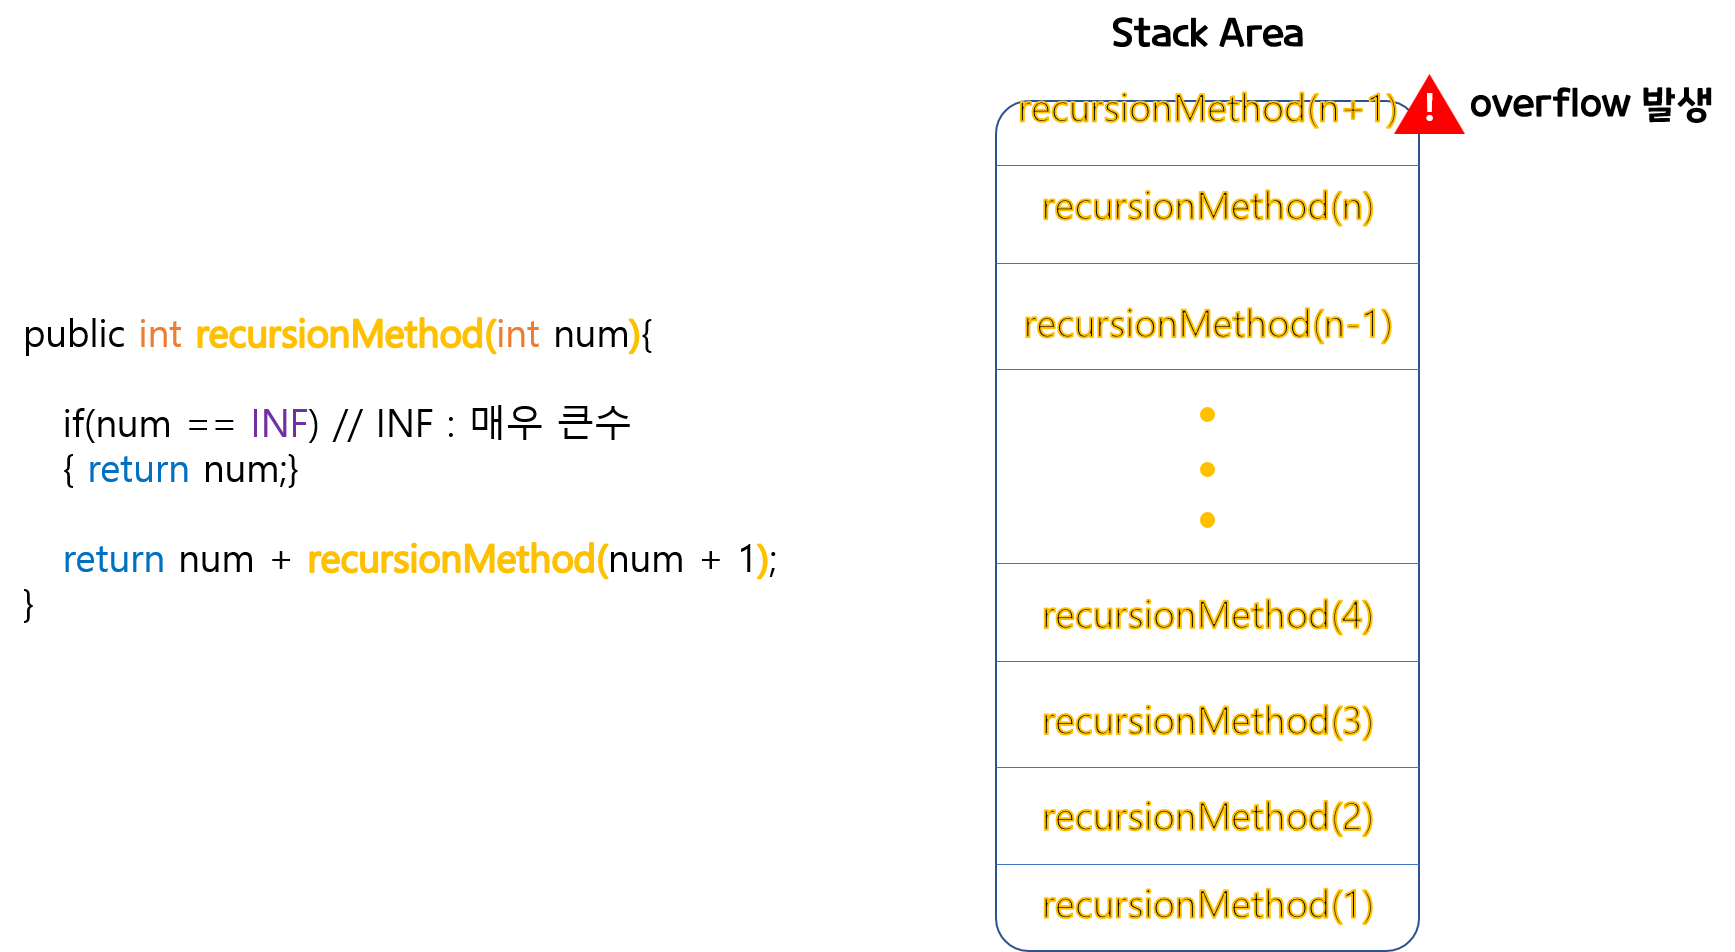 Stack Area
recursionMethod(n+1)
overflow 발생
recursionMethod(n)
recursionMethod(n-1)
public int recursionMethod(int num){
if(num == INF) // INF : 매우 큰수
{ return num;}
return num + recursionMethod(num + 1);
}
recursionMethod(4)
recursionMethod(3)
recursionMethod(2)
recursionMethod(1)